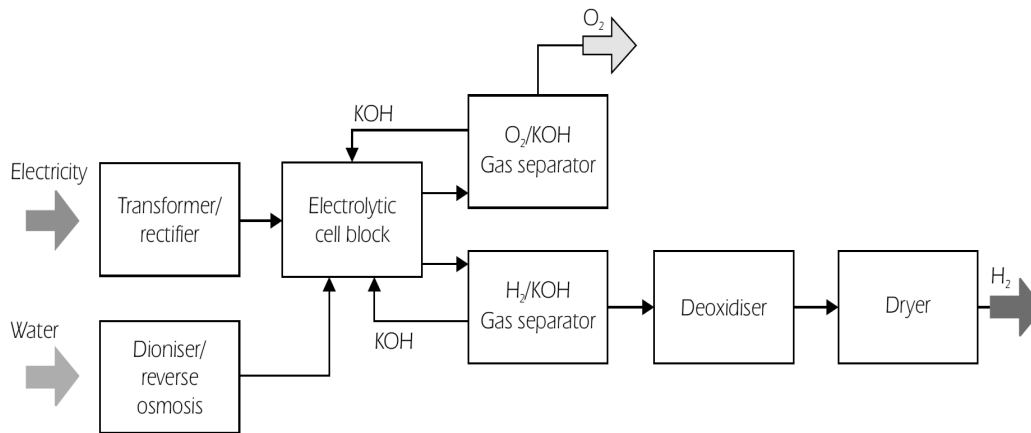 O₂
KOH
O₂/KOH
Gas separator
Electricity
Transformer/
rectifier
Electrolytic
cell block
H₂/KOH
Gas separator
Deoxidiser
Dryer
H₂
Water
KOH
Dioniser/
reverse
osmosis